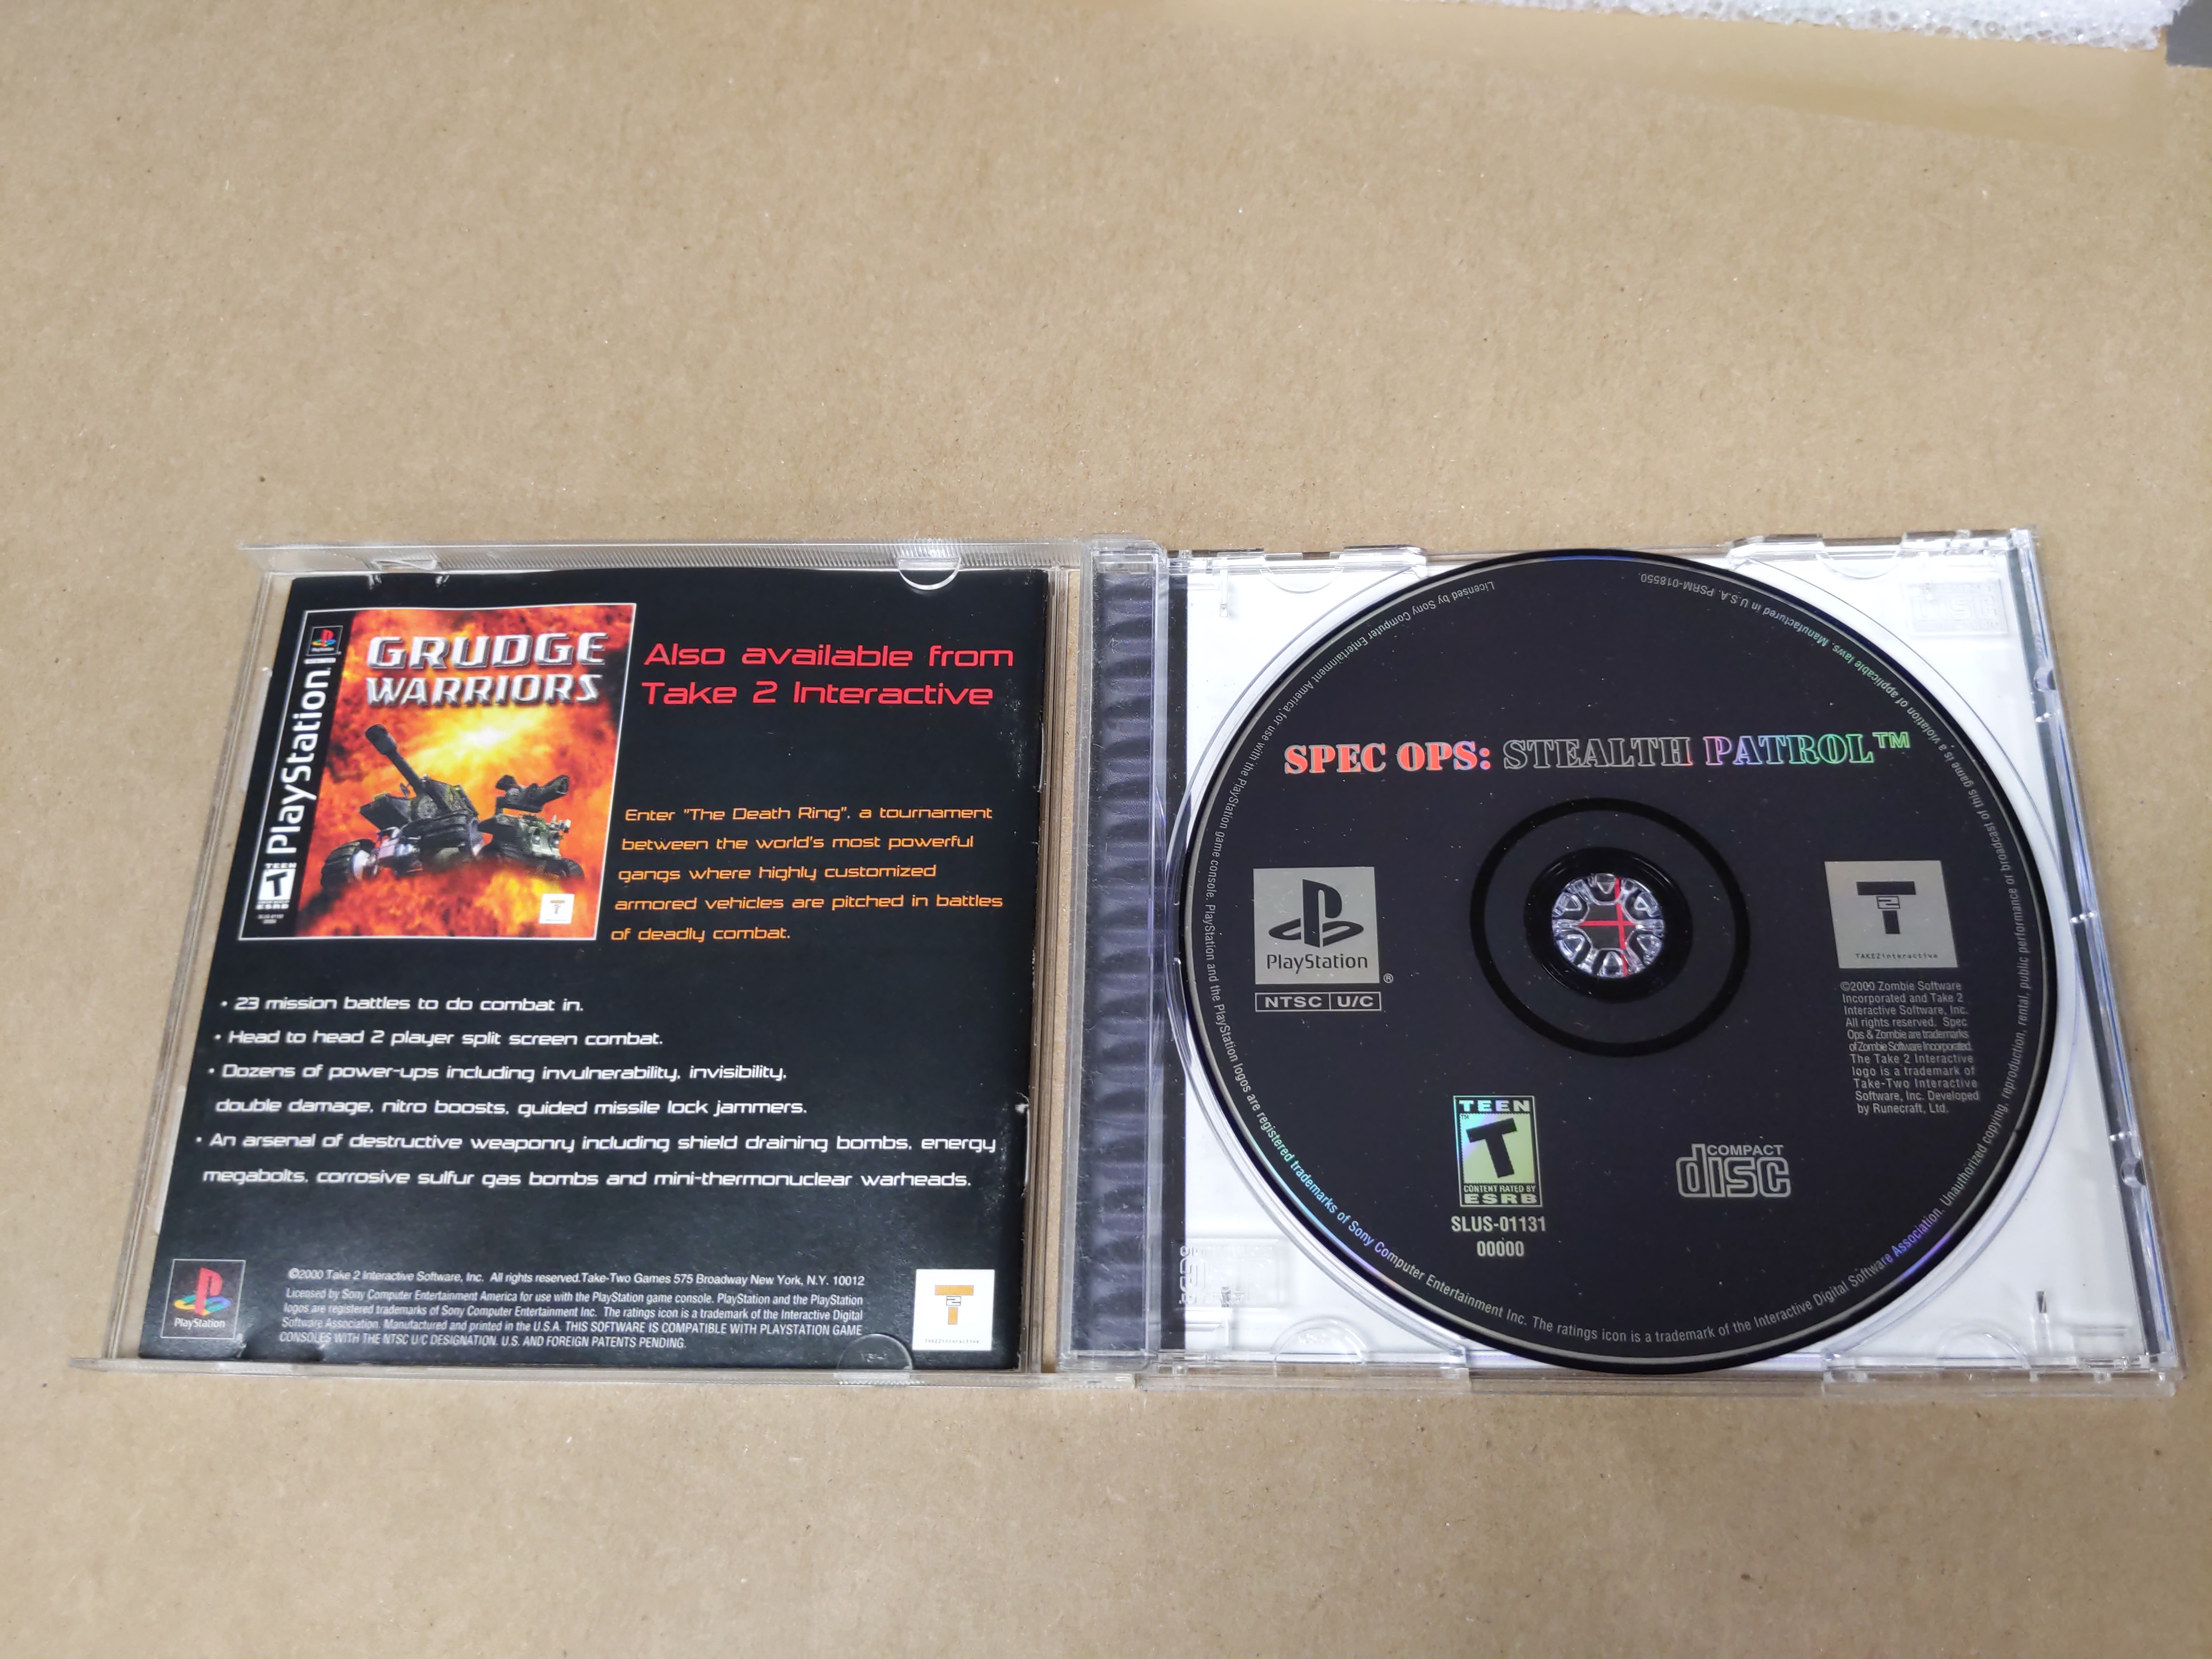 GRUDGE
WARRIORS
PlayStation
TEEN
T
ESRB
Also available from
Take 2 Interactive
Enter "The Death Ring", a tournament
between the world's most powerful
gangs where highly customized
armored vehicles are pitched in battles
of deadly combat.
• 23 mission battles to do combat in.
• Head to head 2 player split screen combat.
• Dozens of power-ups including invulnerability, invisibility,
double damage, nitro boosts, guided missile lock jammers.
• An arsenal of destructive weaponry including shield draining bombs, energy
megabolts, corrosive sulfur gas bombs and mini-thermonuclear warheads.
PlayStation
©2000 Take 2 Interactive Software, Inc. All rights reserved.Take-Two Games 575 Broadway New York, N.Y. 10012
Licensed by Sony Computer Entertainment America for use with the PlayStation game console. PlayStation and the PlayStation
logos are registered trademarks of Sony Computer Entertainment Inc. The ratings icon is a trademark of the Interactive Digital
Software Association. Manufactured and printed in the U.S.A. THIS SOFTWARE IS COMPATIBLE WITH PLAYSTATION GAME
CONSOLES WITH THE NTSC U/C DESIGNATION. U.S. AND FOREIGN PATENTS PENDING.
T2
TAKE2interactive
SPEC OPS: STEALTH PATROL™
PlayStation®
NTSC U/C
T2
TAKE2interactive
©2000 Zombie Software
Incorporated and Take 2
Interactive Software, Inc.
All rights reserved. Spec
Ops & Zombie are trademarks
of Zombie Software Incorporated.
The Take 2 Interactive
logo is a trademark of
Take-Two Interactive
Software, Inc. Developed
by Runecraft, Ltd.
TEEN
T
CONTENT RATED BY
ESRB
SLUS-01131
00000
COMPACT
disc
Licensed by Sony Computer Entertainment America for use with the PlayStation game console. PlayStation and the PlayStation logos are registered trademarks of Sony Computer Entertainment Inc. The ratings icon is a trademark of the Interactive Digital Software Association. Unauthorized copying, reproduction, rental, public performance or broadcast of this game is a violation of applicable laws. Manufactured in U.S.A. PSRM-018550.